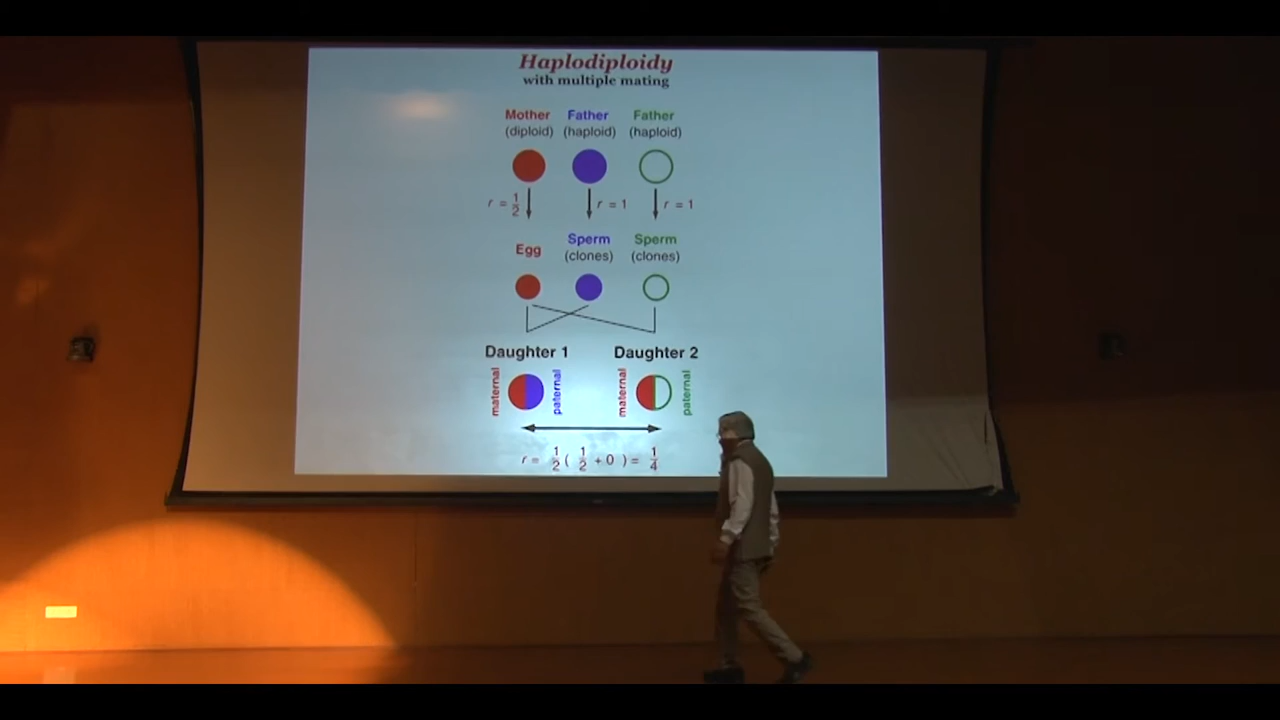 Haplodiploidy
with multiple mating
Mother Father Father
(diploid) (haploid) (haploid)
r = 1/2 r = 1 r = 1
Egg Sperm Sperm
(clones) (clones)
Daughter 1 Daughter 2
maternal paternal maternal paternal
r = 1/2 ( 1/2 + 0 ) = 1/4